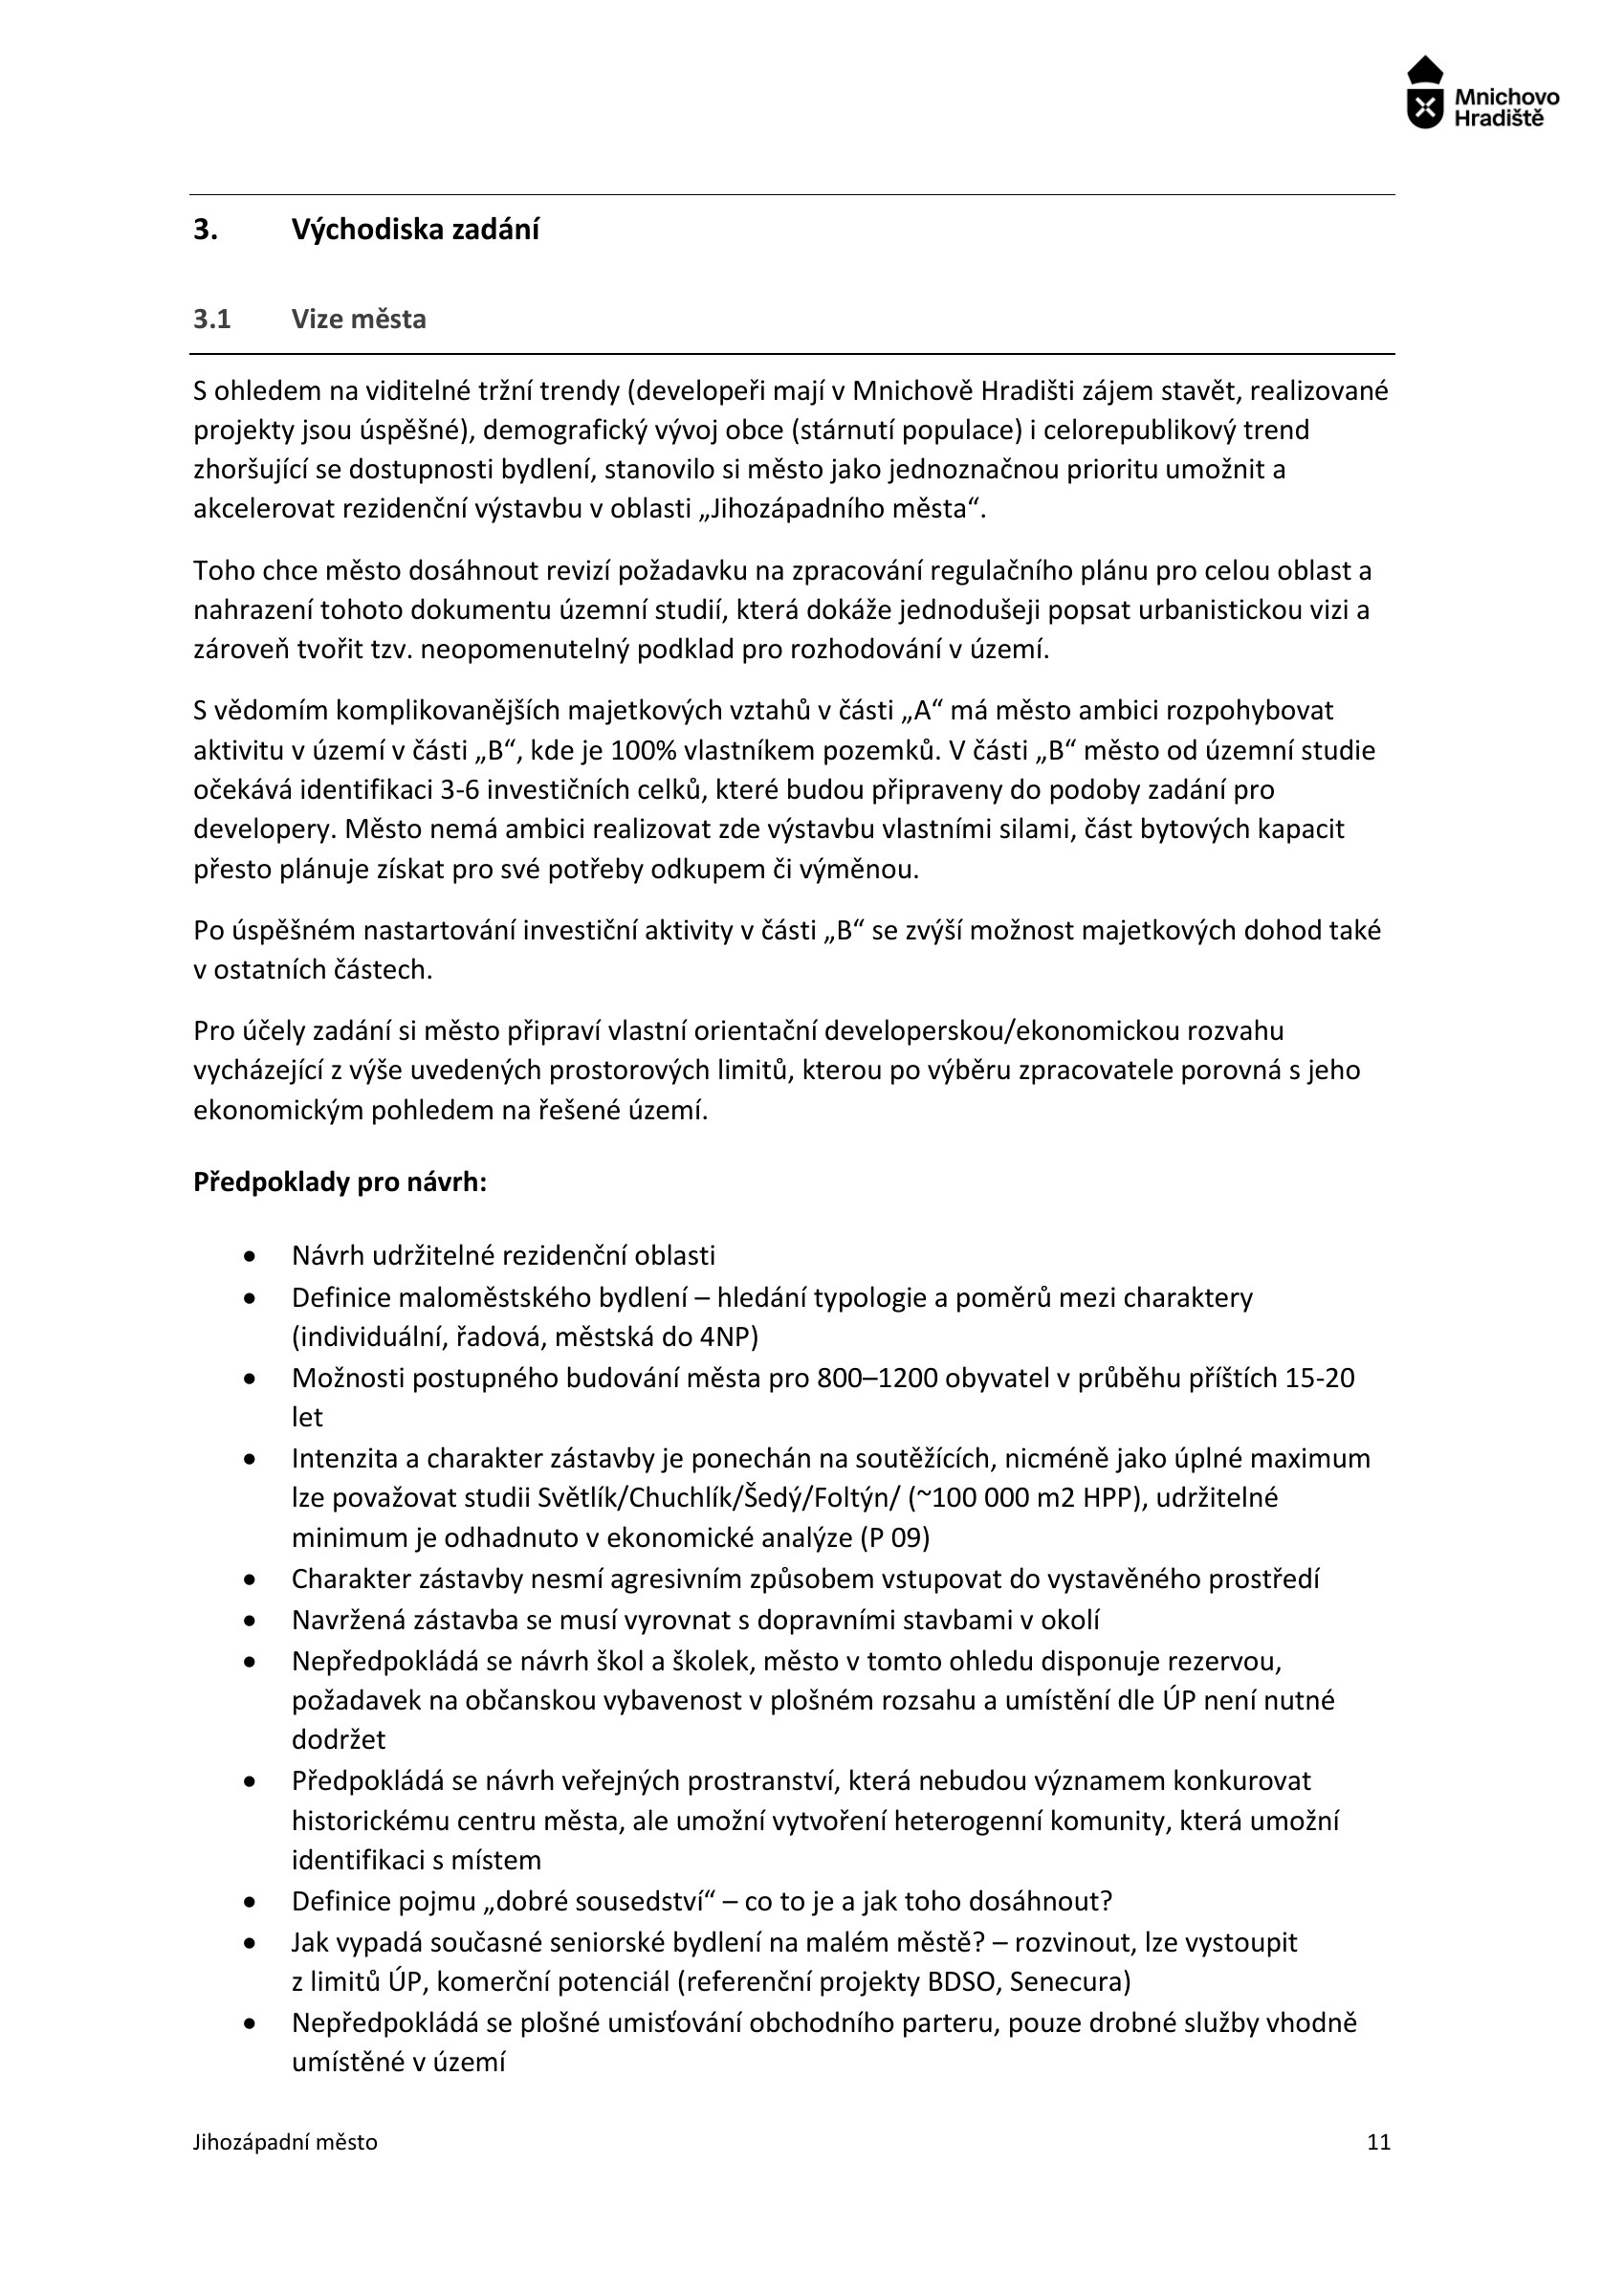 Mnichovo
Hradiště
3. Východiska zadání
3.1 Vize města
S ohledem na viditelné tržní trendy (developeři mají v Mnichově Hradišti zájem stavět, realizované
projekty jsou úspěšné), demografický vývoj obce (stárnutí populace) i celorepublikový trend
zhoršující se dostupnosti bydlení, stanovilo si město jako jednoznačnou prioritu umožnit a
akcelerovat rezidenční výstavbu v oblasti „Jihozápadního města“.
Toho chce město dosáhnout revizí požadavku na zpracování regulačního plánu pro celou oblast a
nahrazení tohoto dokumentu územní studií, která dokáže jednodušeji popsat urbanistickou vizi a
zároveň tvořit tzv. neopomenutelný podklad pro rozhodování v území.
S vědomím komplikovanějších majetkových vztahů v části „A“ má město ambici rozpohybovat
aktivitu v území v části „B“, kde je 100% vlastníkem pozemků. V části „B“ město od územní studie
očekává identifikaci 3-6 investičních celků, které budou připraveny do podoby zadání pro
developery. Město nemá ambici realizovat zde výstavbu vlastními silami, část bytových kapacit
přesto plánuje získat pro své potřeby odkupem či výměnou.
Po úspěšném nastartování investiční aktivity v části „B“ se zvýší možnost majetkových dohod také
v ostatních částech.
Pro účely zadání si město připraví vlastní orientační developerskou/ekonomickou rozvahu
vycházející z výše uvedených prostorových limitů, kterou po výběru zpracovatele porovná s jeho
ekonomickým pohledem na řešené území.
Předpoklady pro návrh:
• Návrh udržitelné rezidenční oblasti
• Definice maloměstského bydlení – hledání typologie a poměrů mezi charaktery
(individuální, řadová, městská do 4NP)
• Možnosti postupného budování města pro 800–1200 obyvatel v průběhu příštích 15-20
let
• Intenzita a charakter zástavby je ponechán na soutěžících, nicméně jako úplné maximum
lze považovat studii Světlík/Chuchlík/Šedý/Foltýn/ (~100 000 m2 HPP), udržitelné
minimum je odhadnuto v ekonomické analýze (P 09)
• Charakter zástavby nesmí agresivním způsobem vstupovat do vystavěného prostředí
• Navržená zástavba se musí vyrovnat s dopravními stavbami v okolí
• Nepředpokládá se návrh škol a školek, město v tomto ohledu disponuje rezervou,
požadavek na občanskou vybavenost v plošném rozsahu a umístění dle ÚP není nutné
dodržet
• Předpokládá se návrh veřejných prostranství, která nebudou významem konkurovat
historickému centru města, ale umožní vytvoření heterogenní komunity, která umožní
identifikaci s místem
• Definice pojmu „dobré sousedství“ – co to je a jak toho dosáhnout?
• Jak vypadá současné seniorské bydlení na malém městě? – rozvinout, lze vystoupit
z limitů ÚP, komerční potenciál (referenční projekty BDSO, Senecura)
• Nepředpokládá se plošné umisťování obchodního parteru, pouze drobné služby vhodně
umístěné v území
Jihozápadní město 11